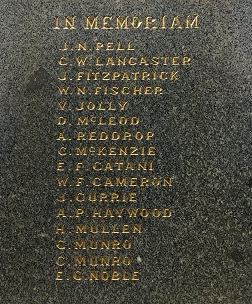 IN MEMORIAM
J. N. PELL
C. W. LANCASTER
J. FITZPATRICK
W. N. FISCHER
V. JOLLY
D. McLEOD
A. REDDROP
C. McKENZIE
E. F. CATANI
W. F. CAMERON
J. CURRIE
A. P. HAYWOOD
H. MULLEN
G. MUNRO
C. MUNRO
E. C. NOBLE